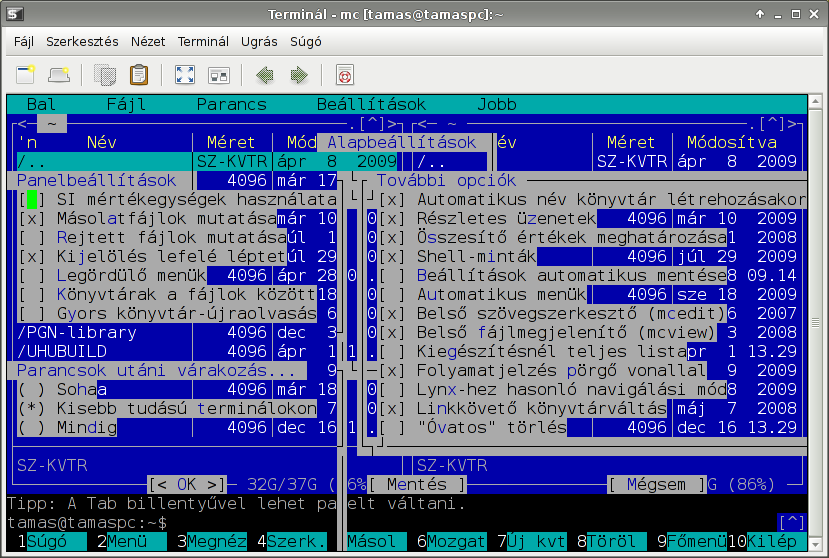 Terminál - mc [tamas@tamaspc]:~
Fájl Szerkesztés Nézet Terminál Ugrás Súgó
Bal Fájl Parancs Beállítások Jobb
<─ ~ .[^]> <─ ~ .[^]>
'n Név Méret Mód Alapbeállítások év Méret Módosítva
/.. SZ-KVTR ápr 8 2009 /.. SZ-KVTR ápr 8 2009
Panelbeállítások 4096 már 17 További opciók
[ ] SI mértékegységek használata [x] Automatikus név könyvtár létrehozásakor
[x] Másolatfájlok mutatása már 10 0 [x] Részletes üzenetek 4096 már 10 2009
[ ] Rejtett fájlok mutatása úl 1 0 [x] Összesítő értékek meghatározása 1 2008
[x] Kijelölés lefelé léptet úl 29 0 [x] Shell-minták 4096 júl 29 2009
[ ] Legördülő menük 4096 ápr 28 0. [ ] Beállítások automatikus mentése 8 09.14
[ ] Könyvtárak a fájlok között 18 0 [ ] Automatikus menük 4096 sze 18 2009
[ ] Gyors könyvtár-újraolvasás 6 0 [x] Belső szövegszerkesztő (mcedit) 6 2007
/PGN-library 4096 dec 3 0 [x] Belső fájlmegjelenítő (mcview) 3 2008
/UHUBUILD 4096 ápr 1 1. [ ] Kiegészítésnél teljes lista pr 1 13.29
Parancsok utáni várakozás... 9 [x] Folyamatjelzés pörgő vonallal 9 2009
( ) Soha a 4096 már 18 0 [ ] Lynx-hez hasonló navigálási mód 8 2009
(*) Kisebb tudású terminálokon 7 0 [x] Linkkövető könyvtárváltás máj 7 2008
( ) Mindig 4096 dec 16 1. [ ] "Óvatos" törlés 4096 dec 16 13.29
SZ-KVTR SZ-KVTR
[< OK >] 32G/37G ( 6% [ Mentés ] [ Mégsem ] G (86%)
Tipp: A Tab billentyűvel lehet pa elt váltani.
tamas@tamaspc:~$ [^]
1Súgó 2Menü 3Megnéz 4Szerk. Másol 6Mozgat 7Új kvt 8Töröl 9Főmenü 10Kilép